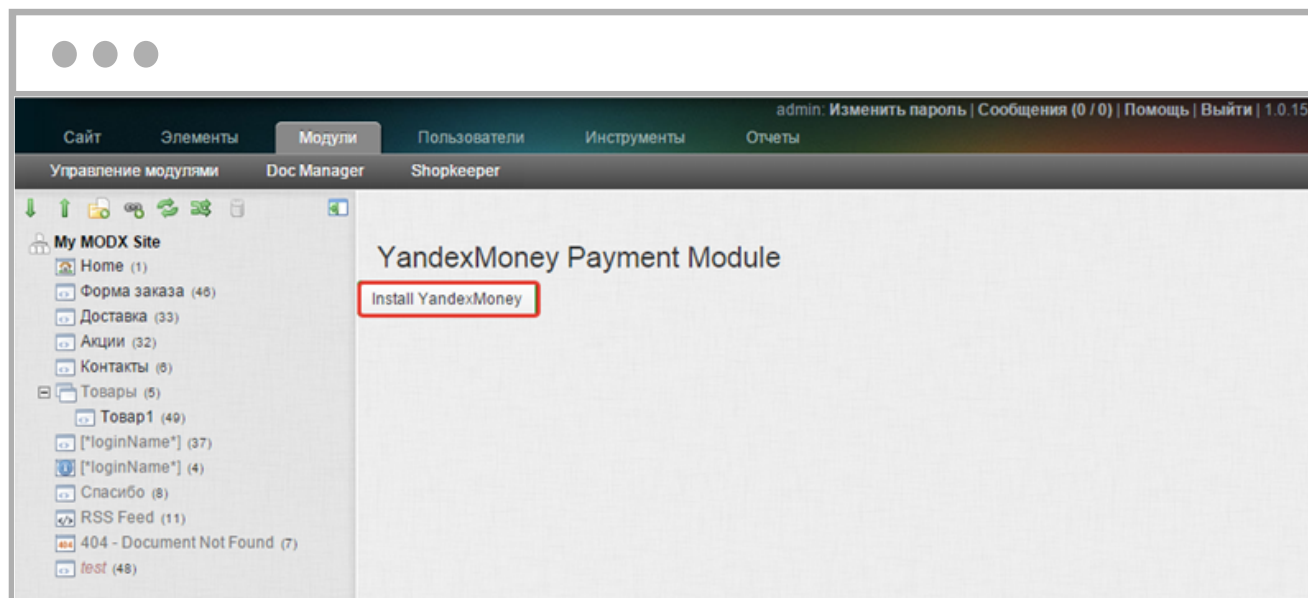 admin: Изменить пароль | Сообщения (0 / 0) | Помощь | Выйти | 1.0.15
Сайт Элементы Модули Пользователи Инструменты Отчеты
Управление модулями Doc Manager Shopkeeper
My MODX Site
Home (1)
Форма заказа (46)
Доставка (33)
Акции (32)
Контакты (6)
Товары (5)
Товар1 (49)
[*loginName*] (37)
[*loginName*] (4)
Спасибо (8)
RSS Feed (11)
404 404 - Document Not Found (7)
test (48)
YandexMoney Payment Module
Install YandexMoney